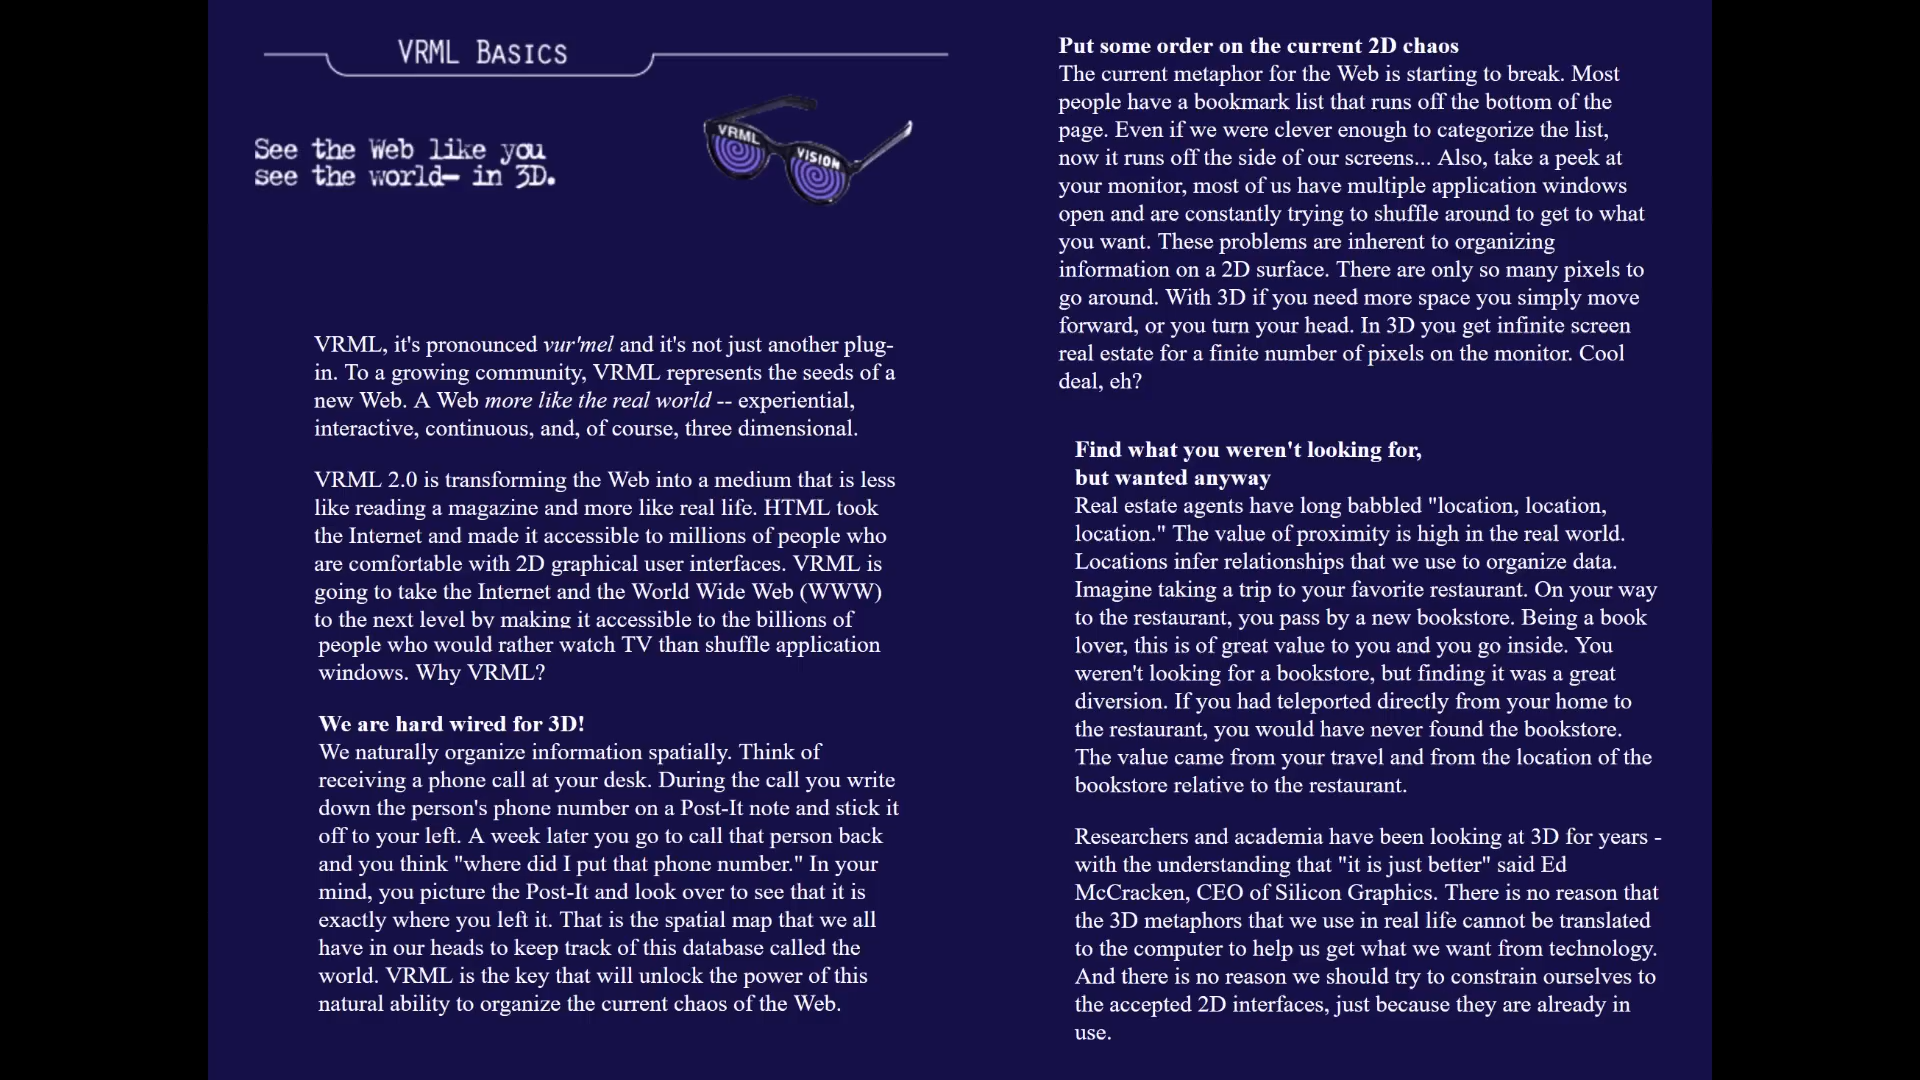 VRML BASICS
See the Web like you
see the world— in 3D.
VRML
VISION
VRML, it's pronounced vur'mel and it's not just another plug-
in. To a growing community, VRML represents the seeds of a
new Web. A Web more like the real world -- experiential,
interactive, continuous, and, of course, three dimensional.
VRML 2.0 is transforming the Web into a medium that is less
like reading a magazine and more like real life. HTML took
the Internet and made it accessible to millions of people who
are comfortable with 2D graphical user interfaces. VRML is
going to take the Internet and the World Wide Web (WWW)
to the next level by making it accessible to the billions of
people who would rather watch TV than shuffle application
windows. Why VRML?
We are hard wired for 3D!
We naturally organize information spatially. Think of
receiving a phone call at your desk. During the call you write
down the person's phone number on a Post-It note and stick it
off to your left. A week later you go to call that person back
and you think "where did I put that phone number." In your
mind, you picture the Post-It and look over to see that it is
exactly where you left it. That is the spatial map that we all
have in our heads to keep track of this database called the
world. VRML is the key that will unlock the power of this
natural ability to organize the current chaos of the Web.
Put some order on the current 2D chaos
The current metaphor for the Web is starting to break. Most
people have a bookmark list that runs off the bottom of the
page. Even if we were clever enough to categorize the list,
now it runs off the side of our screens... Also, take a peek at
your monitor, most of us have multiple application windows
open and are constantly trying to shuffle around to get to what
you want. These problems are inherent to organizing
information on a 2D surface. There are only so many pixels to
go around. With 3D if you need more space you simply move
forward, or you turn your head. In 3D you get infinite screen
real estate for a finite number of pixels on the monitor. Cool
deal, eh?
Find what you weren't looking for,
but wanted anyway
Real estate agents have long babbled "location, location,
location." The value of proximity is high in the real world.
Locations infer relationships that we use to organize data.
Imagine taking a trip to your favorite restaurant. On your way
to the restaurant, you pass by a new bookstore. Being a book
lover, this is of great value to you and you go inside. You
weren't looking for a bookstore, but finding it was a great
diversion. If you had teleported directly from your home to
the restaurant, you would have never found the bookstore.
The value came from your travel and from the location of the
bookstore relative to the restaurant.
Researchers and academia have been looking at 3D for years -
with the understanding that "it is just better" said Ed
McCracken, CEO of Silicon Graphics. There is no reason that
the 3D metaphors that we use in real life cannot be translated
to the computer to help us get what we want from technology.
And there is no reason we should try to constrain ourselves to
the accepted 2D interfaces, just because they are already in
use.